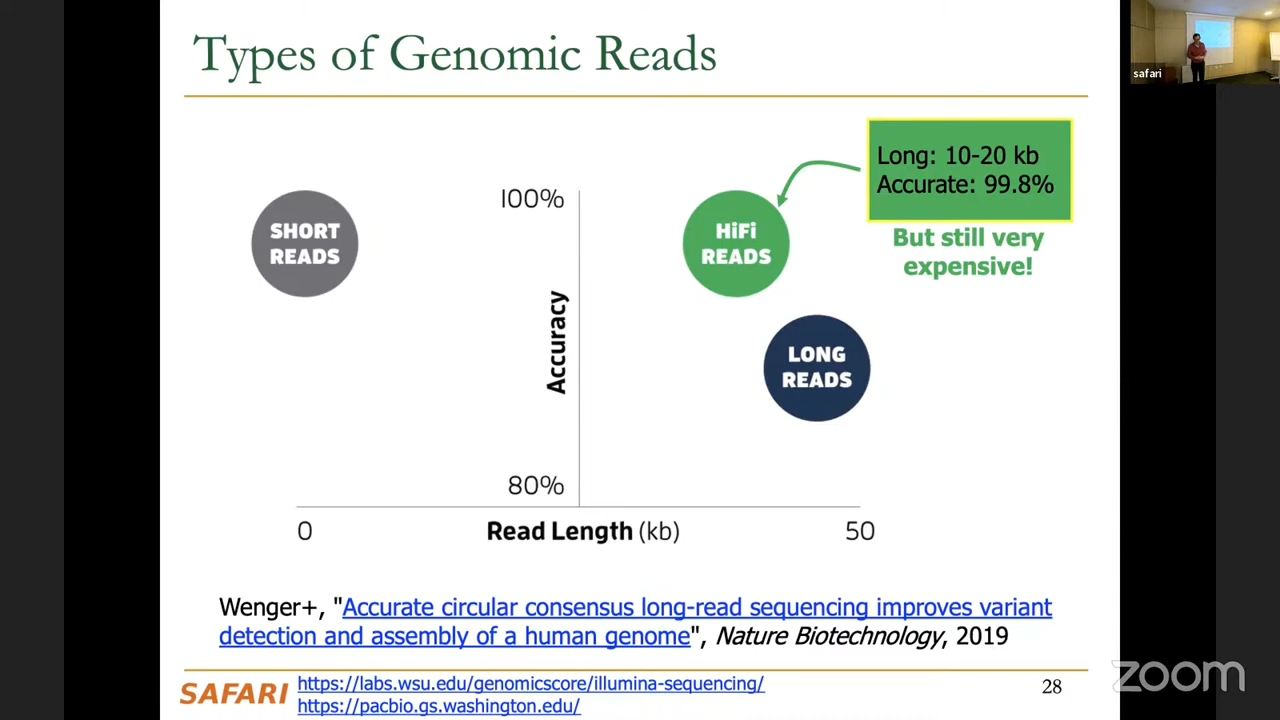 Types of Genomic Reads
safari
Long: 10-20 kb
Accurate: 99.8%
But still very
expensive!
100%
SHORT
READS
HiFi
READS
Accuracy
LONG
READS
80%
0
Read Length (kb)
50
Wenger+, "Accurate circular consensus long-read sequencing improves variant
detection and assembly of a human genome", Nature Biotechnology, 2019
SAFARI
https://labs.wsu.edu/genomicscore/illumina-sequencing/
https://pacbio.gs.washington.edu/
28
zoom